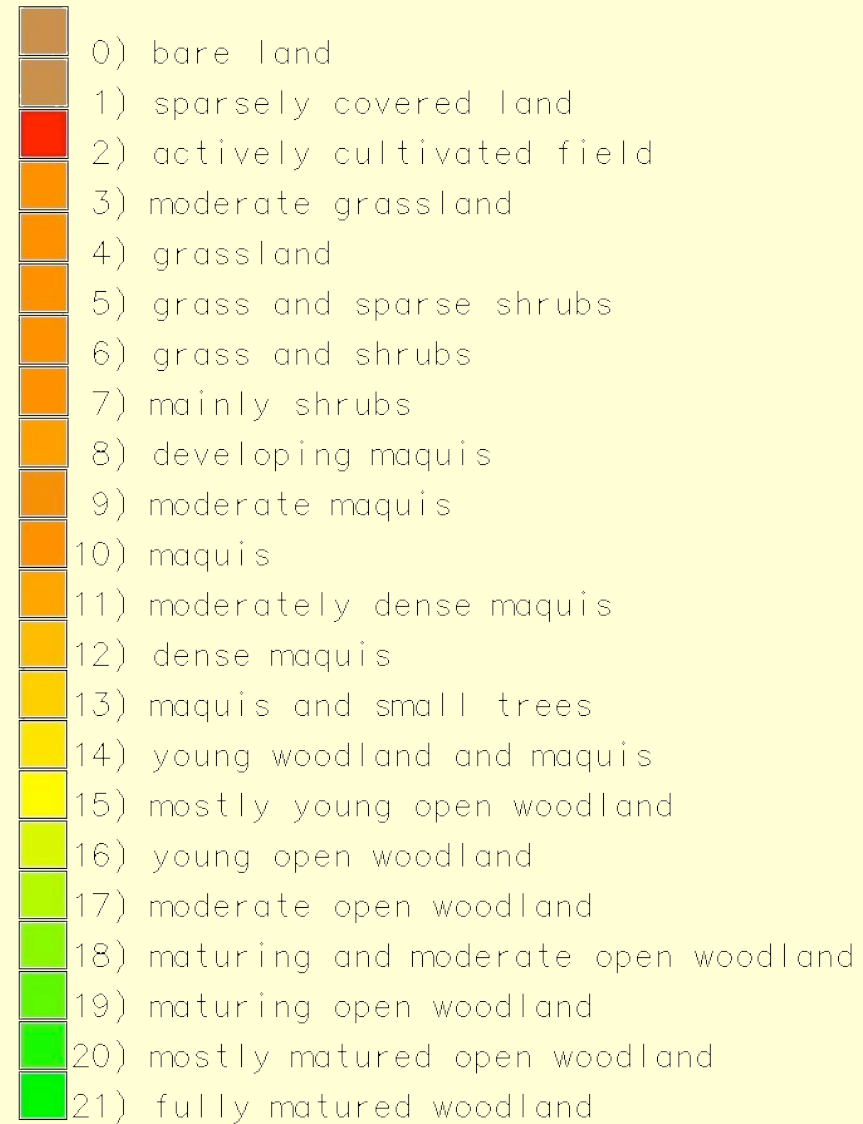 0) bare land
1) sparsely covered land
2) actively cultivated field
3) moderate grassland
4) grassland
5) grass and sparse shrubs
6) grass and shrubs
7) mainly shrubs
8) developing maquis
9) moderate maquis
10) maquis
11) moderately dense maquis
12) dense maquis
13) maquis and small trees
14) young woodland and maquis
15) mostly young open woodland
16) young open woodland
17) moderate open woodland
18) maturing and moderate open woodland
19) maturing open woodland
20) mostly matured open woodland
21) fully matured woodland